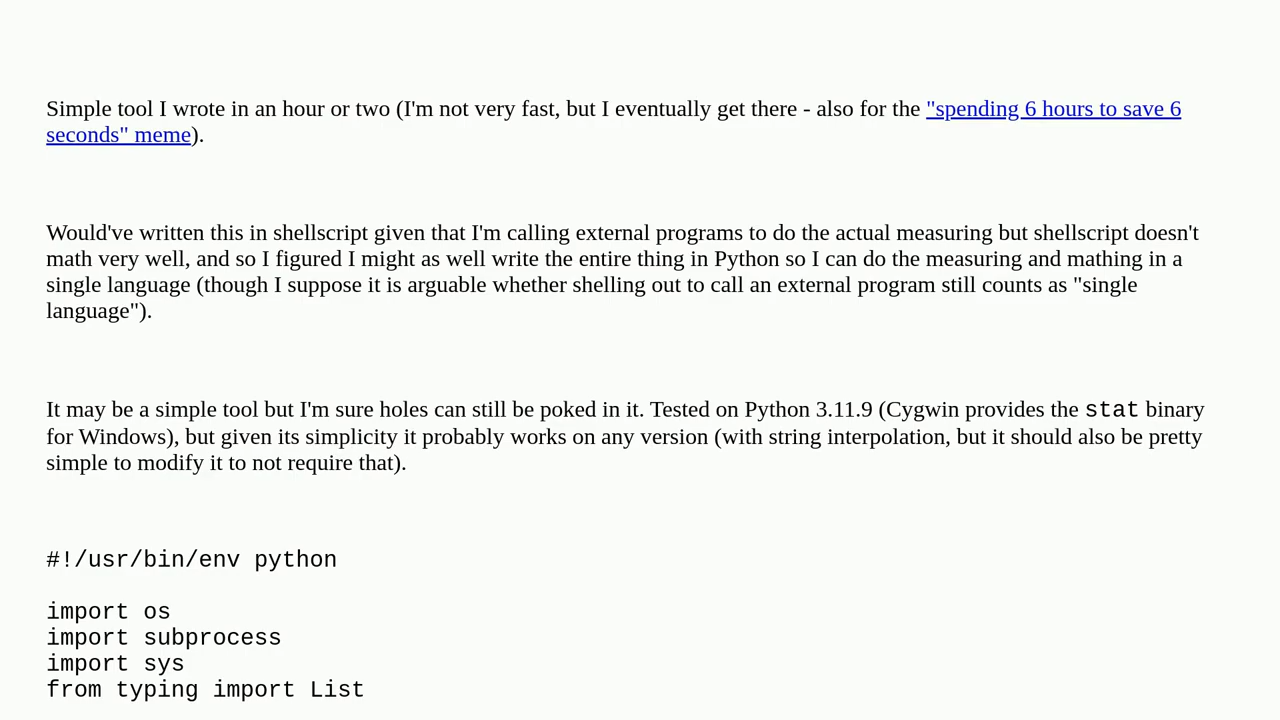 Simple tool I wrote in an hour or two (I'm not very fast, but I eventually get there - also for the "spending 6 hours to save 6
seconds" meme).
Would've written this in shellscript given that I'm calling external programs to do the actual measuring but shellscript doesn't
math very well, and so I figured I might as well write the entire thing in Python so I can do the measuring and mathing in a
single language (though I suppose it is arguable whether shelling out to call an external program still counts as "single
language").
It may be a simple tool but I'm sure holes can still be poked in it. Tested on Python 3.11.9 (Cygwin provides the stat binary
for Windows), but given its simplicity it probably works on any version (with string interpolation, but it should also be pretty
simple to modify it to not require that).
#!/usr/bin/env python
import os
import subprocess
import sys
from typing import List